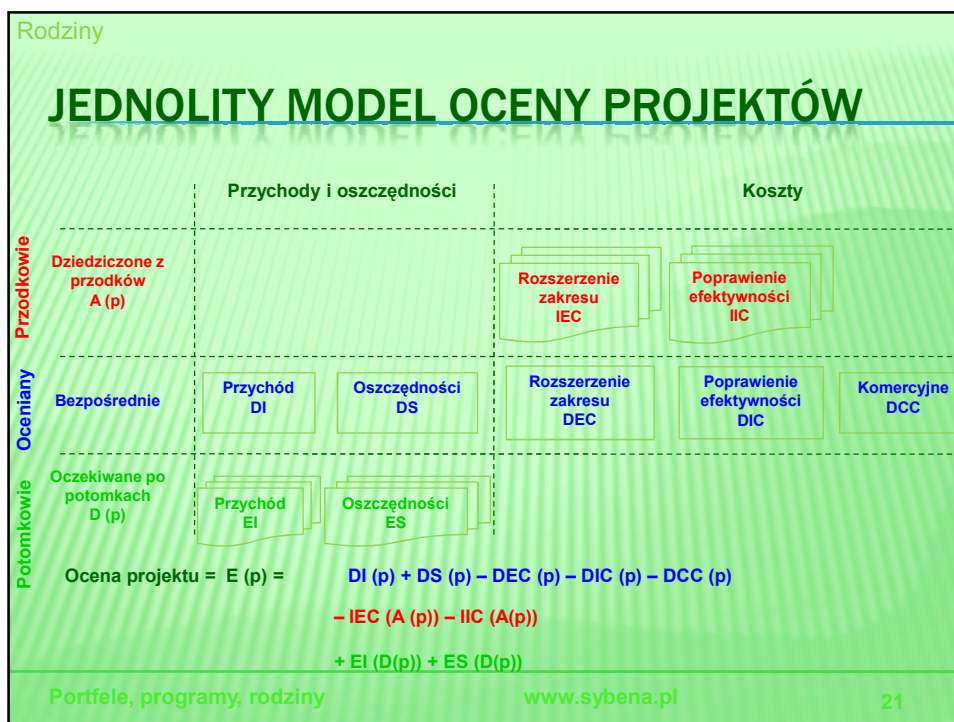 Rodziny
JEDNOLITY MODEL OCENY PROJEKTÓW
Przychody i oszczędności
Koszty
Przodkowie
Dziedziczone z
przodków
A (p)
Rozszerzenie
zakresu
IEC
Poprawienie
efektywności
IIC
Oceniany
Bezpośrednie
Przychód
DI
Oszczędności
DS
Rozszerzenie
zakresu
DEC
Poprawienie
efektywności
DIC
Komercyjne
DCC
Potomkowie
Oczekiwane po
potomkach
D (p)
Przychód
EI
Oszczędności
ES
Ocena projektu = E (p) = DI (p) + DS (p) – DEC (p) – DIC (p) – DCC (p)
– IEC (A (p)) – IIC (A(p))
+ EI (D(p)) + ES (D(p))
Portfele, programy, rodziny
www.sybena.pl
21